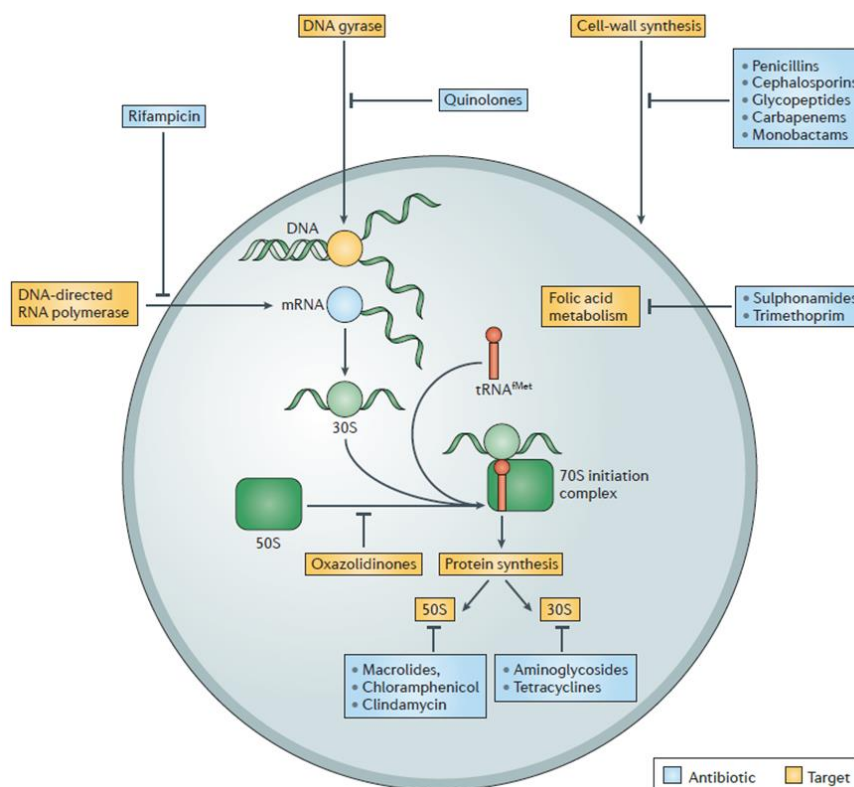 DNA gyrase
Cell-wall synthesis
• Penicillins
• Cephalosporins
• Glycopeptides
• Carbapenems
• Monobactams
Quinolones
Rifampicin
DNA
DNA-directed
RNA polymerase
mRNA
Folic acid
metabolism
• Sulphonamides
• Trimethoprim
tRNAfMet
30S
70S initiation
complex
50S
Oxazolidinones
Protein synthesis
50S
30S
• Macrolides,
• Chloramphenicol
• Clindamycin
• Aminoglycosides
• Tetracyclines
Antibiotic
Target